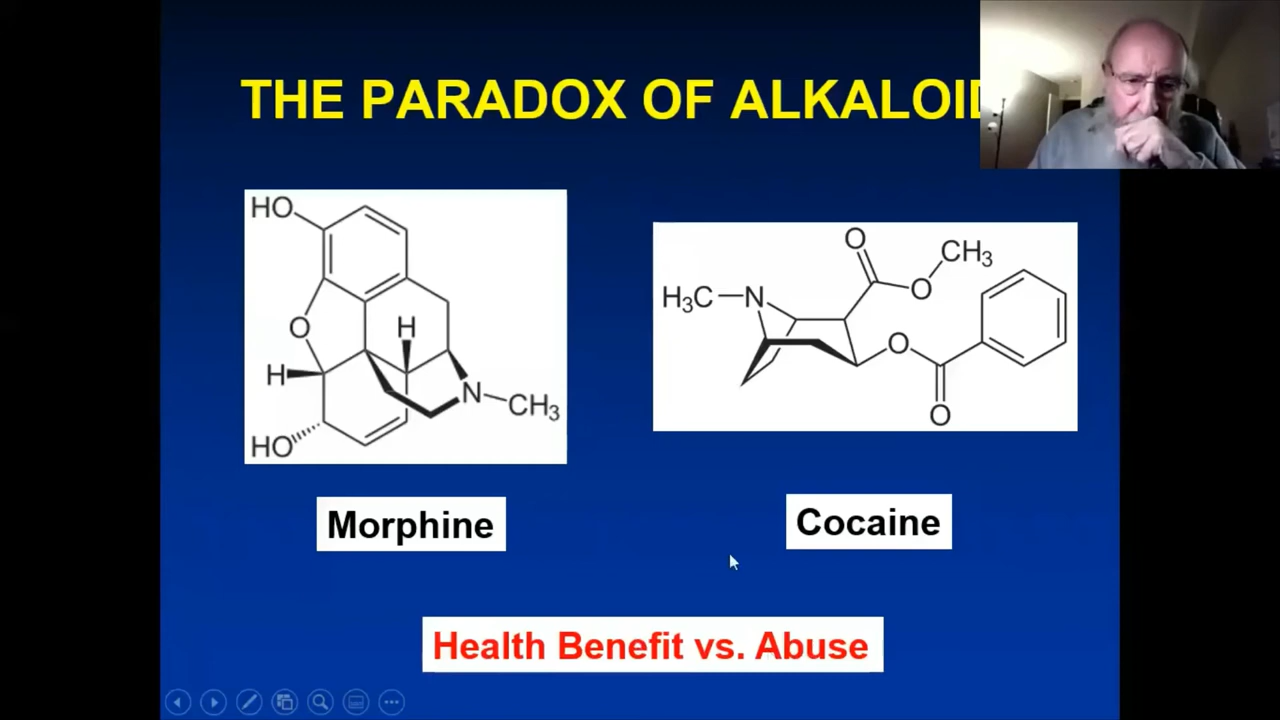 THE PARADOX OF ALKALOID
HO
O
H
H
N
CH3
HO
Morphine
O
CH3
H3C
N
O
O
O
Cocaine
Health Benefit vs. Abuse